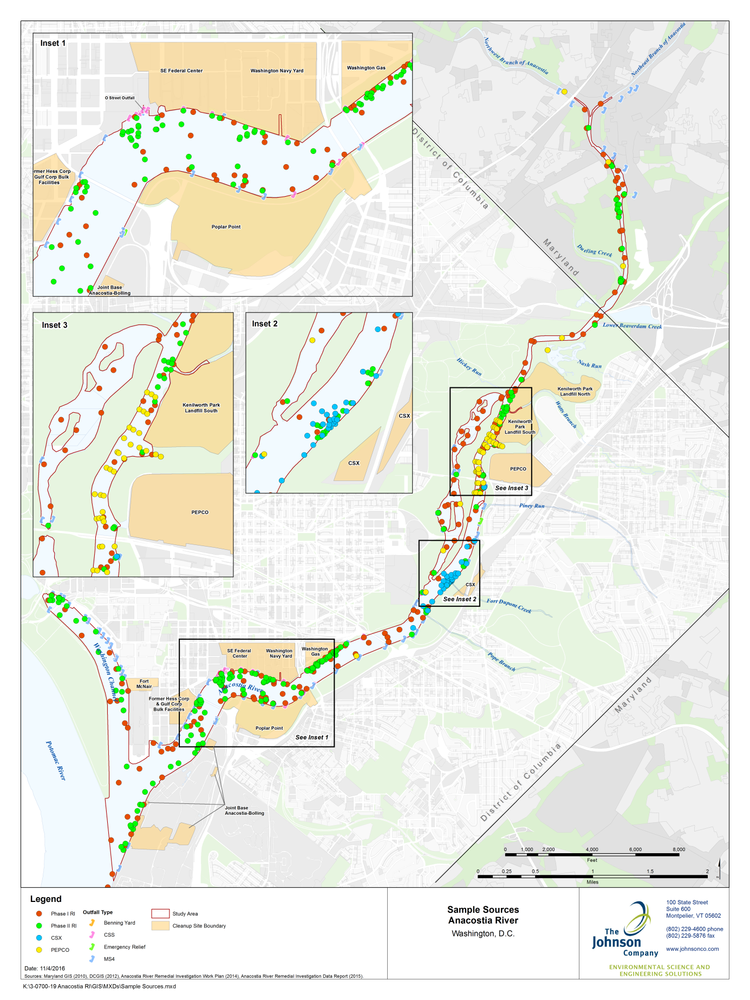 Inset 1
SE Federal Center
Washington Navy Yard
Washington Gas
O Street Outfall
rmer Hess Corp
Gulf Corp Bulk
Facilities
Poplar Point
Joint Base
Anacostia-Bolling
Northwest Branch of Anacostia
Northeast Branch of Anacostia
District of Columbia
Maryland
Dueling Creek
Lower Beaverdam Creek
Nash Run
Hickey Run
Watts Branch
Kenilworth Park
Landfill North
Kenilworth
Park
Landfill South
PEPCO
See Inset 3
Inset 3
Kenilworth Park
Landfill South
PEPCO
Inset 2
CSX
CSX
Piney Run
CSX
See Inset 2
Fort Dupont Creek
Pope Branch
Washington Channel
SE Federal
Center
Washington
Navy Yard
Washington
Gas
Fort
McNair
Anacostia River
Former Hess Corp
& Gulf Corp
Bulk Facilities
Poplar Point
See Inset 1
Potomac River
Joint Base
Anacostia-Bolling
Maryland
District of Columbia
0 1,000 2,000 4,000 6,000 8,000
Feet
0 0.25 0.5 1 1.5 2
Miles
z
Legend
Phase I RI
Phase II RI
CSX
PEPCO
Outfall Type
Benning Yard
CSS
Emergency Relief
MS4
Study Area
Cleanup Site Boundary
Date: 11/4/2016
Sources: Maryland GIS (2010), DCGIS (2012), Anacostia River Remedial Investigation Work Plan (2014), Anacostia River Remedial Investigation Data Report (2015).
Sample Sources
Anacostia River
Washington, D.C.
The
Johnson
Company
100 State Street
Suite 600
Montpelier, VT 05602
(802) 229-4600 phone
(802) 229-5876 fax
www.johnsonco.com
ENVIRONMENTAL SCIENCE AND
ENGINEERING SOLUTIONS
K:\3-0700-19 Anacostia RI\GIS\MXDs\Sample Sources.mxd